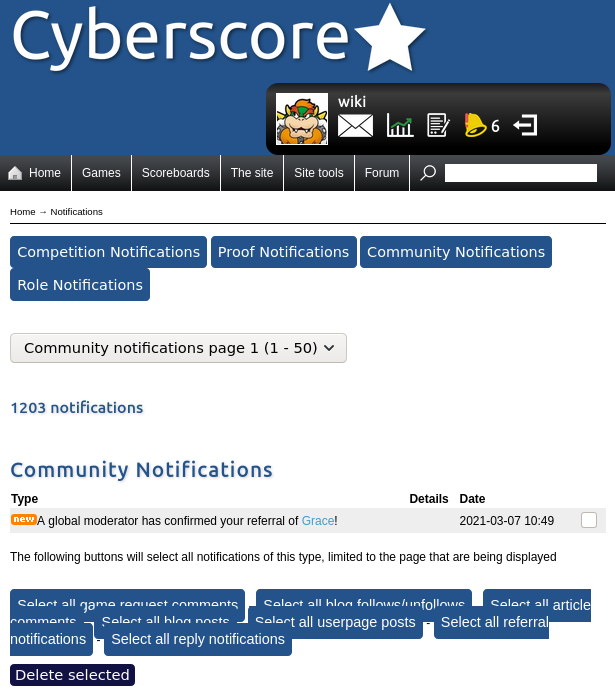 Cyberscore
wiki
6
Home Games Scoreboards The site Site tools Forum
Home → Notifications
Competition Notifications Proof Notifications Community Notifications
Role Notifications
Community notifications page 1 (1 - 50)
1203 notifications
Community Notifications
Type Details Date
new A global moderator has confirmed your referral of Grace! 2021-03-07 10:49
The following buttons will select all notifications of this type, limited to the page that are being displayed
Select all game request comments Select all blog follows/unfollows Select all article
comments Select all blog posts - Select all userpage posts - Select all referral
notifications - Select all reply notifications
Delete selected